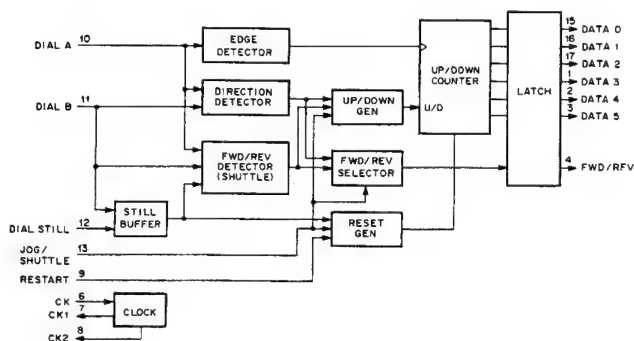 DIAL A 10
EDGE
DETECTOR
DIAL B 11
DIRECTION
DETECTOR
UP/DOWN
GEN
UP/DOWN
COUNTER
U/D
LATCH
15 DATA 0
16 DATA 1
17 DATA 2
1 DATA 3
2 DATA 4
3 DATA 5
4 FWD/RFV
FWD/REV
DETECTOR
(SHUTTLE)
FWD/REV
SELECTOR
STILL
BUFFER
DIAL STILL 12
RESET
GEN
JOG/
SHUTTLE 13
RESTART 9
CK 6
CK1 7
CLOCK
CK2 8